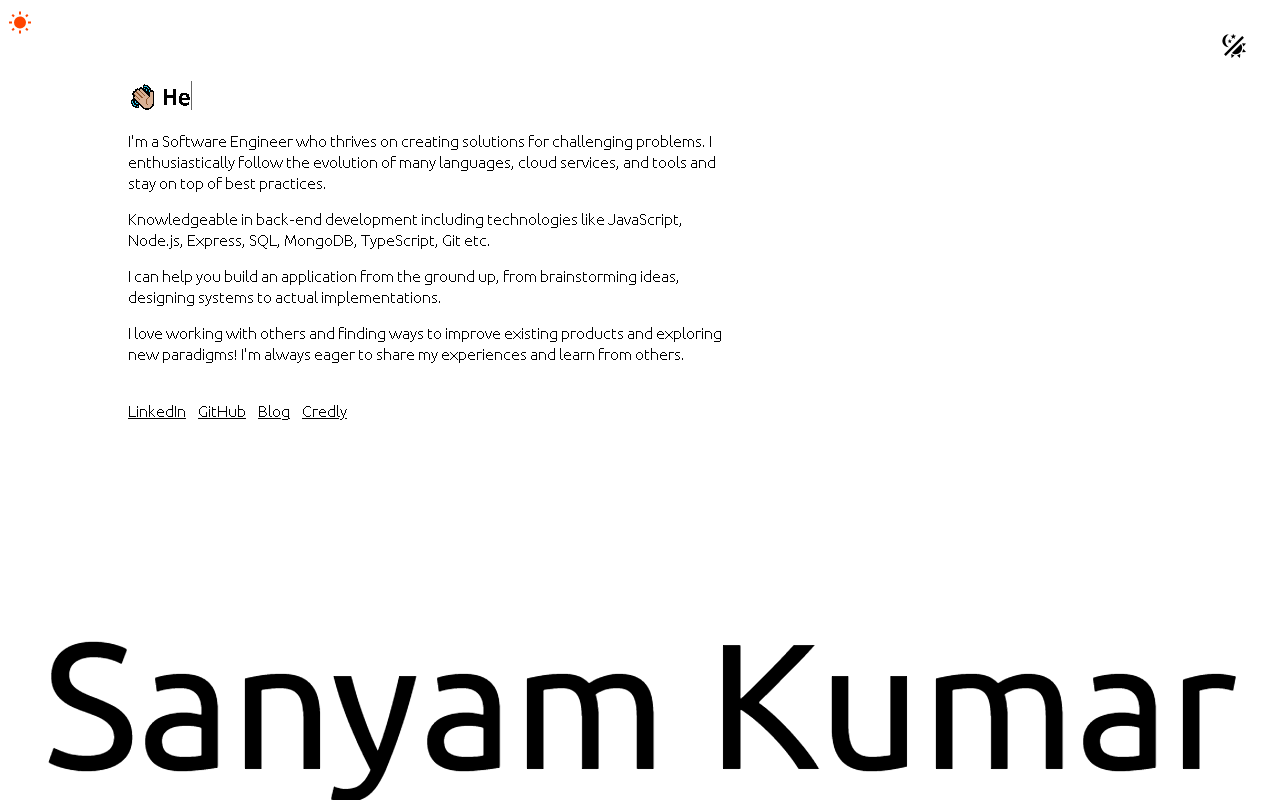 👋🏼 He
I'm a Software Engineer who thrives on creating solutions for challenging problems. I
enthusiastically follow the evolution of many languages, cloud services, and tools and
stay on top of best practices.
Knowledgeable in back-end development including technologies like JavaScript,
Node.js, Express, SQL, MongoDB, TypeScript, Git etc.
I can help you build an application from the ground up, from brainstorming ideas,
designing systems to actual implementations.
I love working with others and finding ways to improve existing products and exploring
new paradigms! I'm always eager to share my experiences and learn from others.
LinkedIn GitHub Blog Credly
Sanyam Kumar